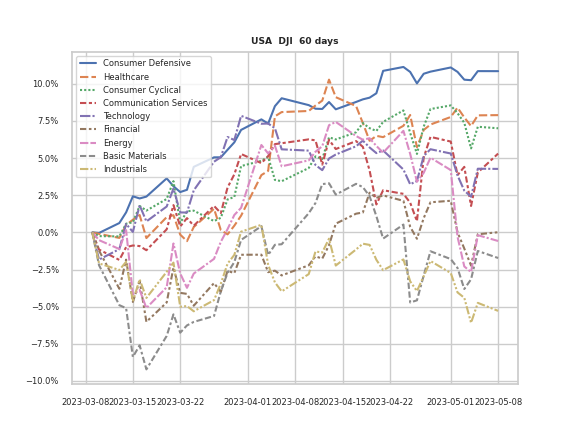 USA DJI 60 days
Consumer Defensive
Healthcare
Consumer Cyclical
Communication Services
Technology
Financial
Energy
Basic Materials
Industrials
10.0%
7.5%
5.0%
2.5%
0.0%
−2.5%
−5.0%
−7.5%
−10.0%
2023-03-08 2023-03-15 2023-03-22 2023-04-01 2023-04-08 2023-04-15 2023-04-22 2023-05-01 2023-05-08